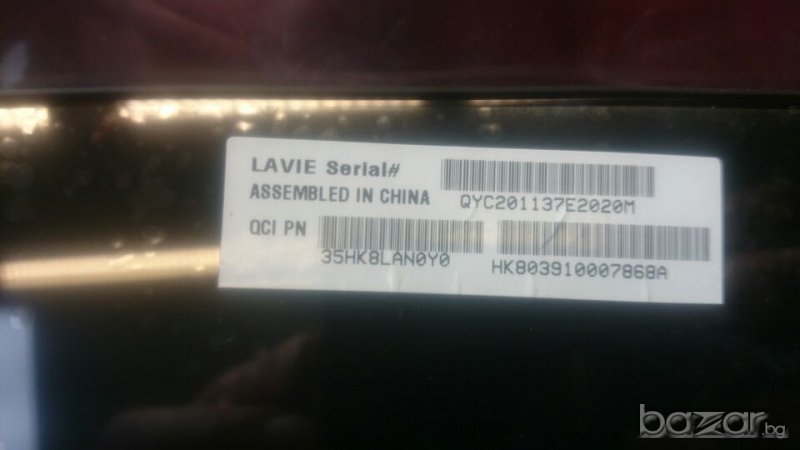 LAVIE Serial#
ASSEMBLED IN CHINA
QYC201137E2020M
QCI PN
35HK8LAN0Y0
HK803910007868A
bazar.bg